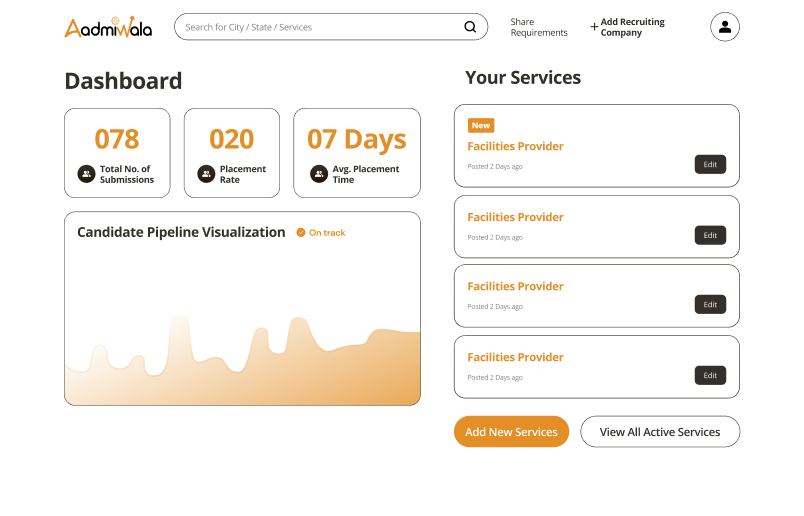 AadmiWala
Search for City / State / Services
Share
Requirements
Add Recruiting
Company
Dashboard
078
Total No. of
Submissions
020
Placement
Rate
07 Days
Avg. Placement
Time
Candidate Pipeline Visualization
On track
Your Services
New
Facilities Provider
Posted 2 Days ago
Edit
Facilities Provider
Posted 2 Days ago
Edit
Facilities Provider
Posted 2 Days ago
Edit
Facilities Provider
Posted 2 Days ago
Edit
Add New Services
View All Active Services